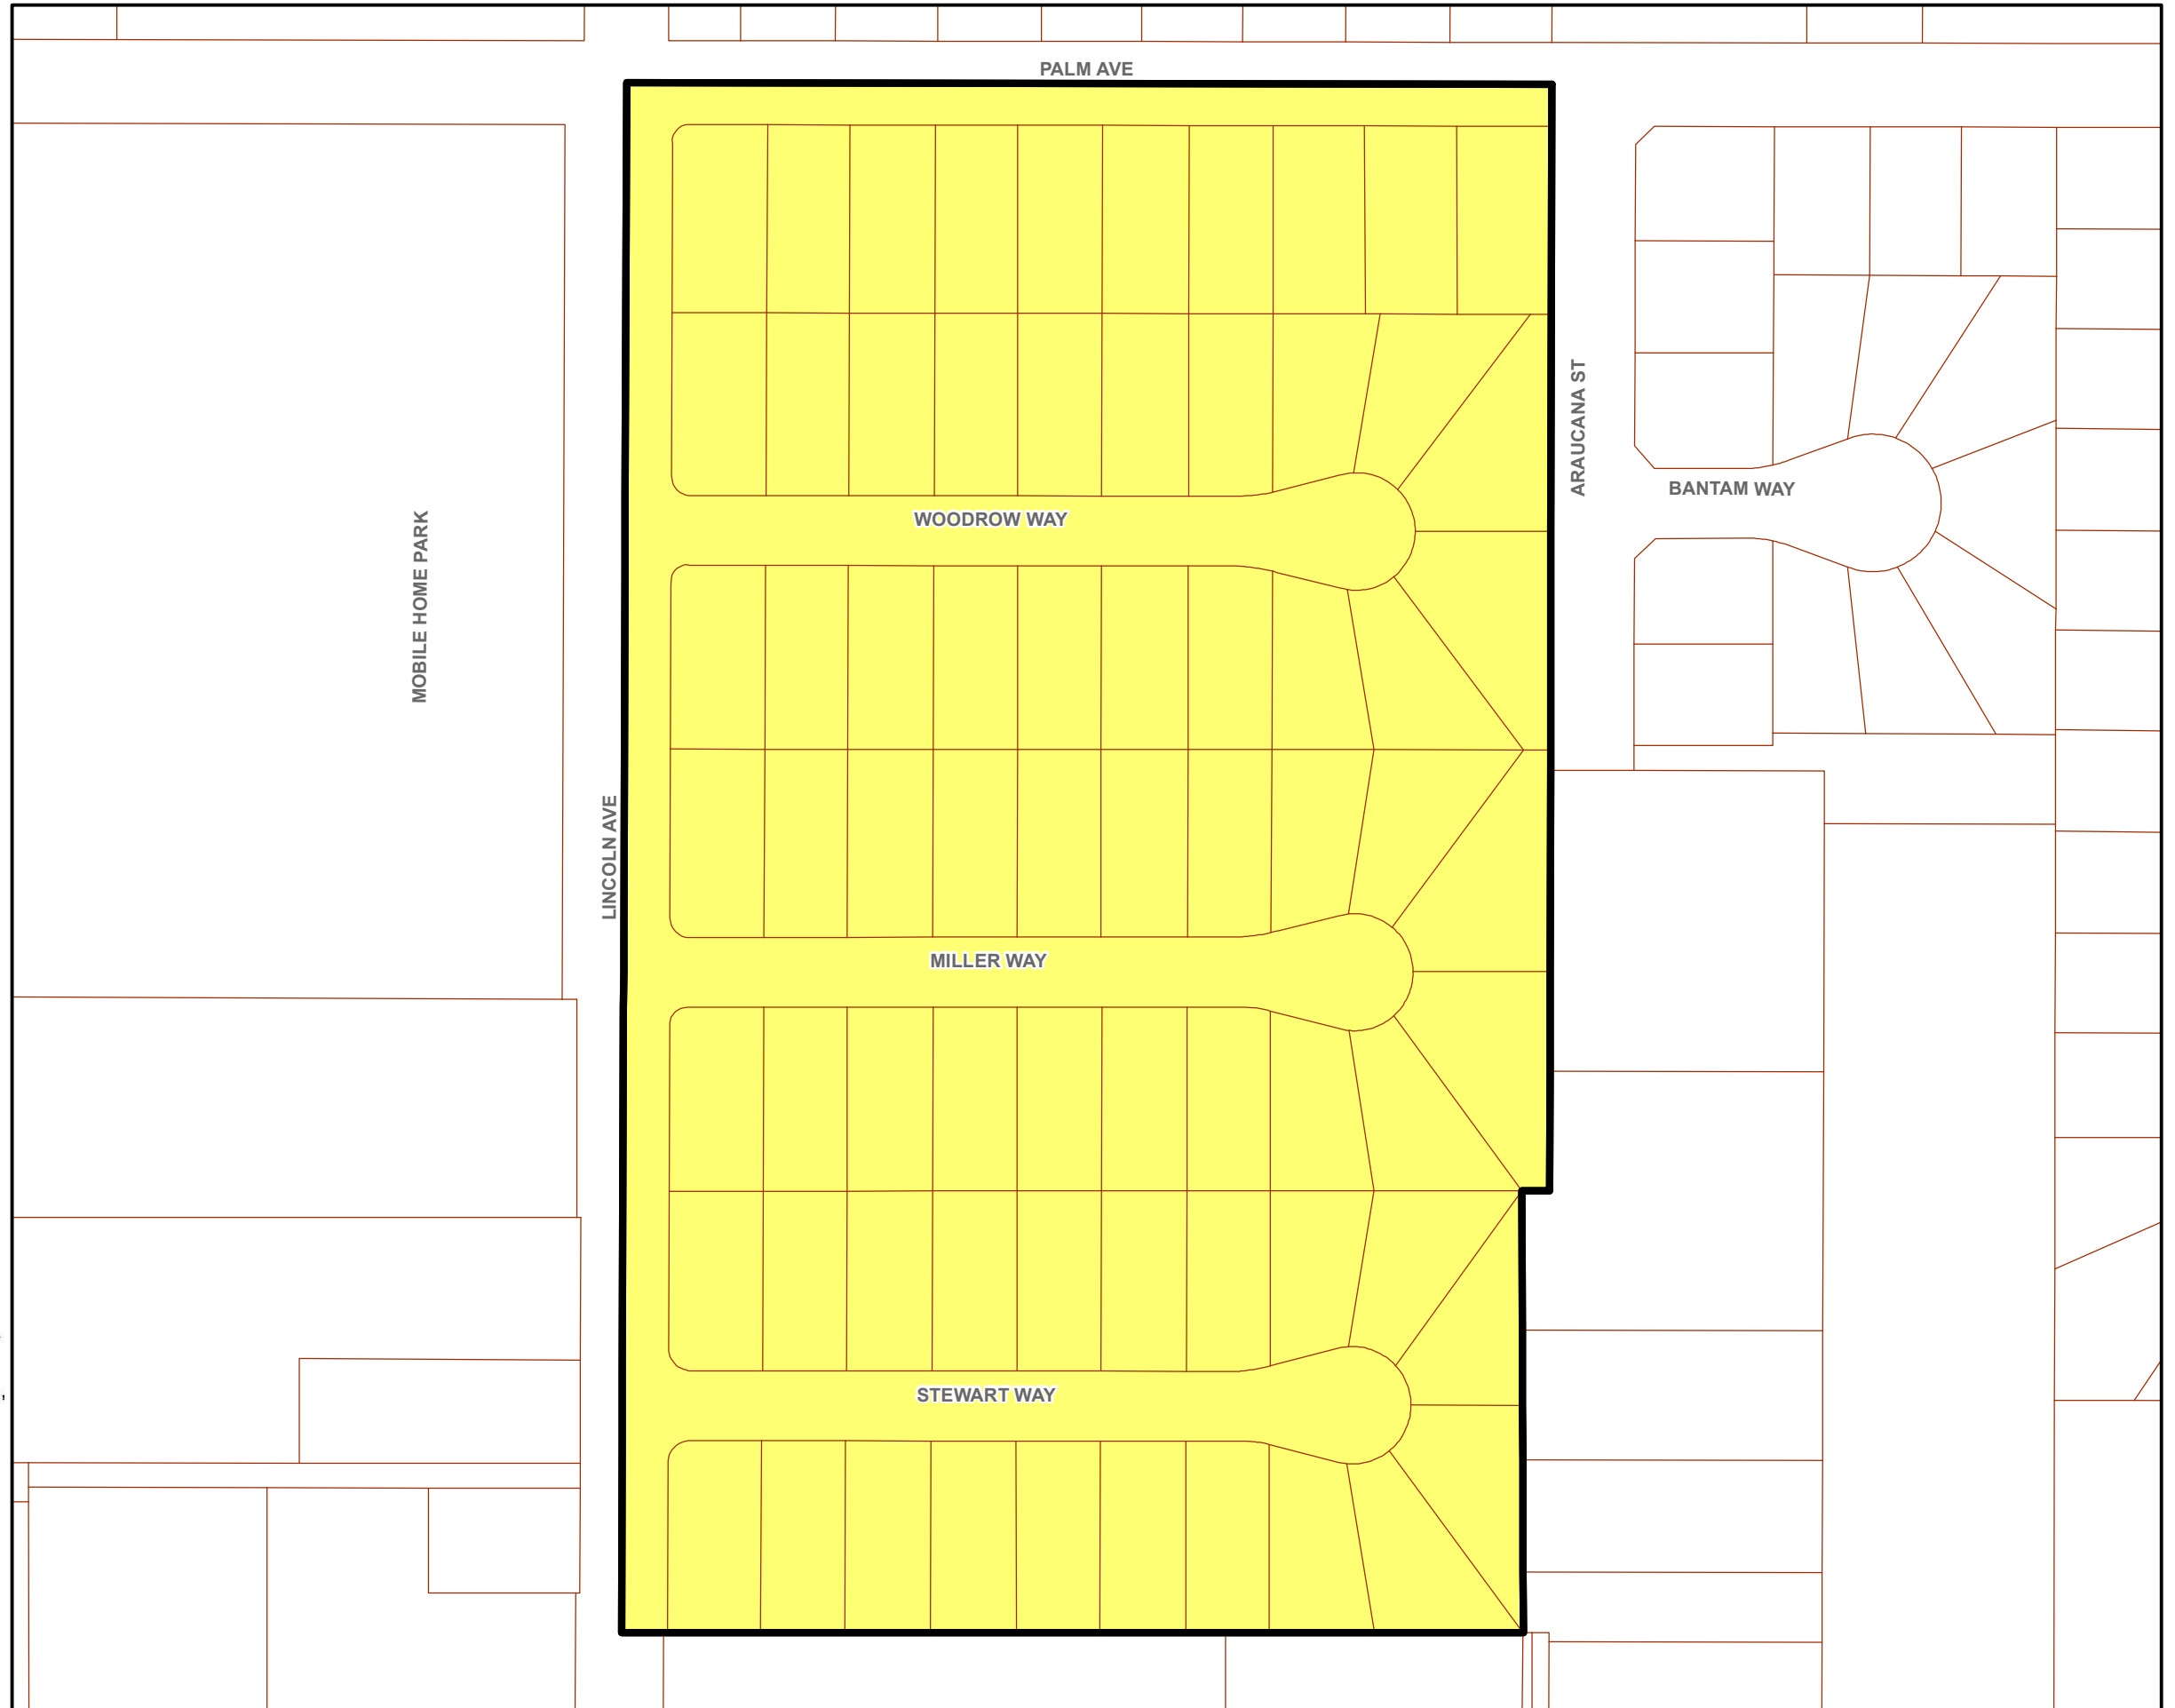 PALM AVE
ARAUCANA ST
BANTAM WAY
WOODROW WAY
MOBILE HOME PARK
LINCOLN AVE
MILLER WAY
STEWART WAY
,